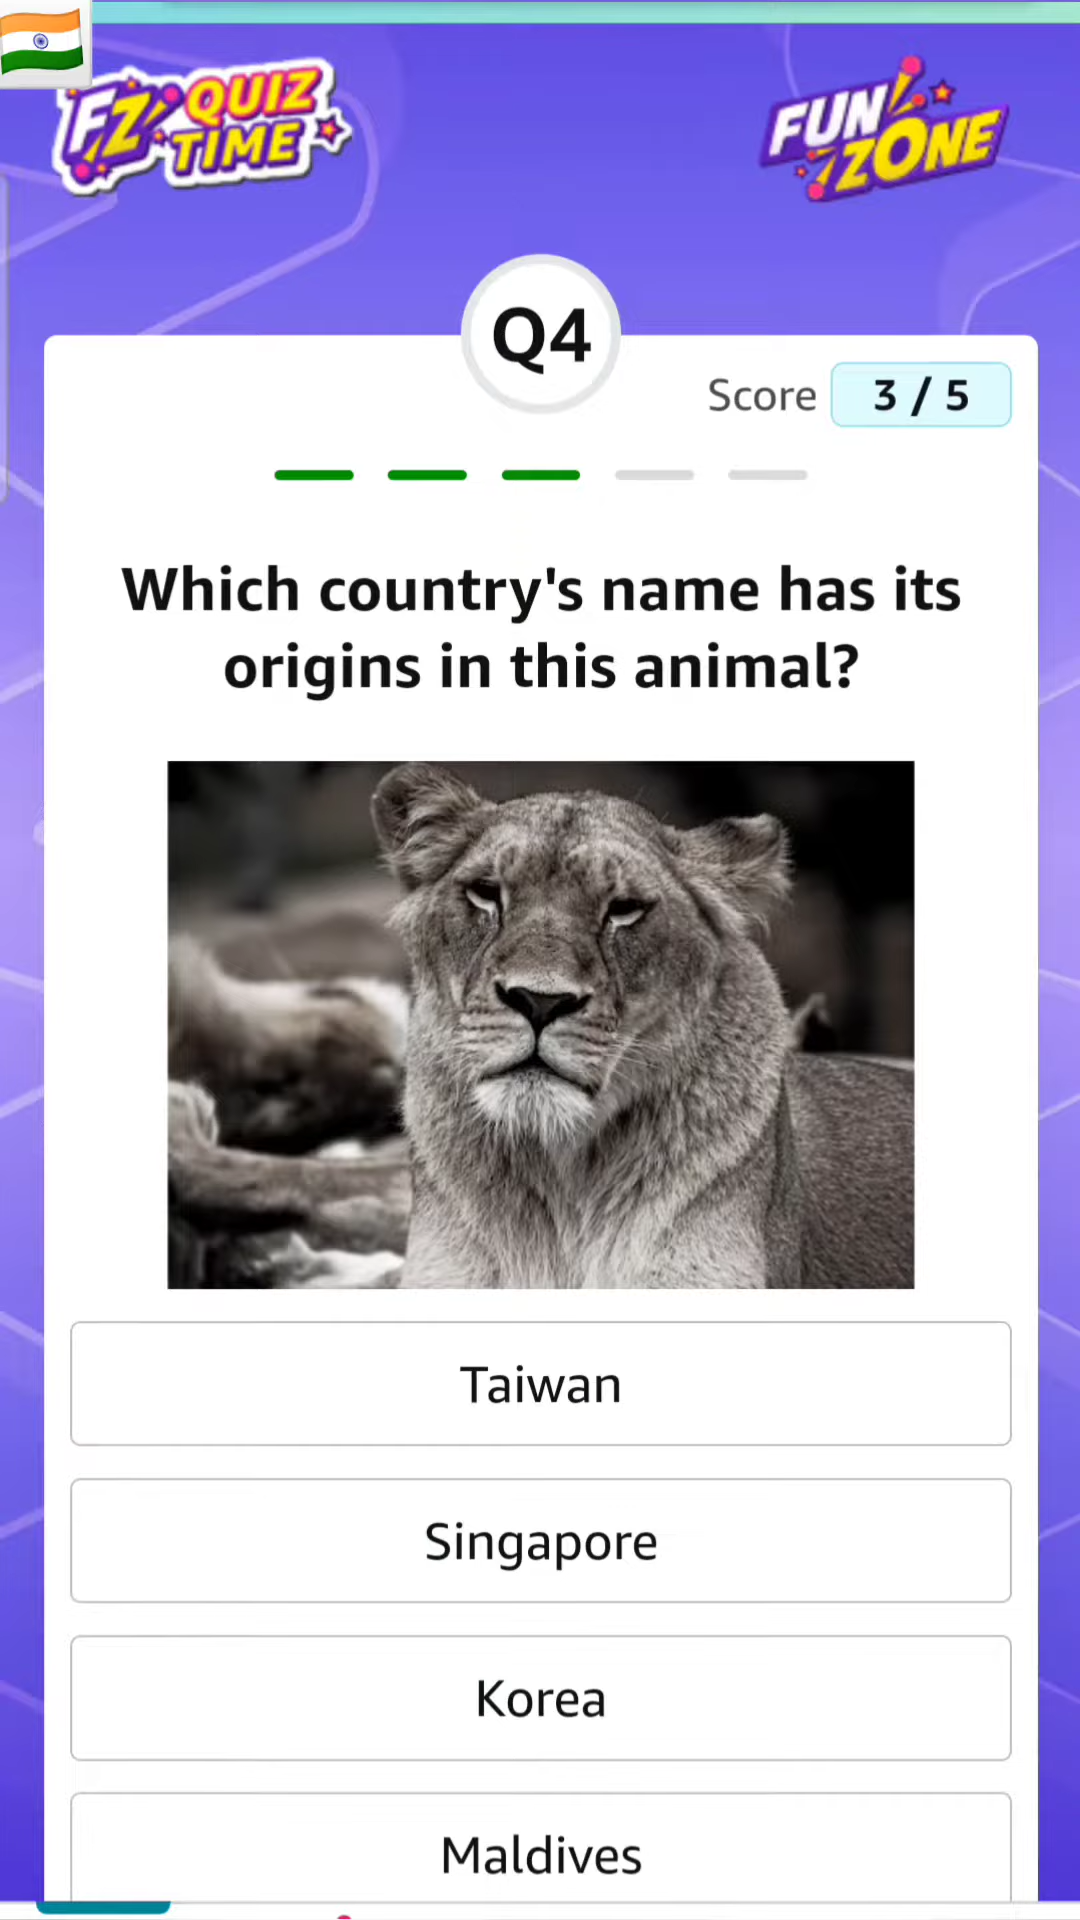 FZ QUIZ TIME
FUN ZONE
Q4
Score 3 / 5
Which country's name has its
origins in this animal?
Taiwan
Singapore
Korea
Maldives